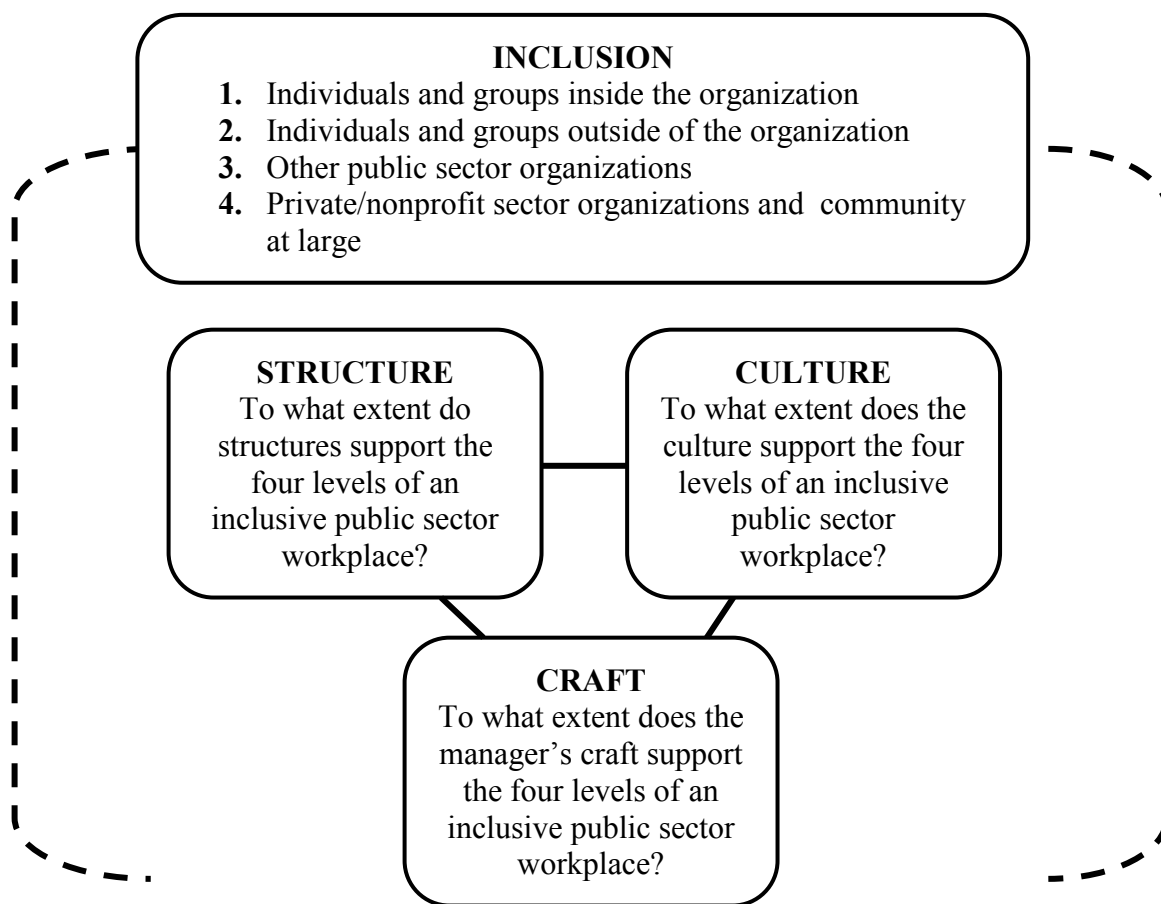 INCLUSION
1. Individuals and groups inside the organization
2. Individuals and groups outside of the organization
3. Other public sector organizations
4. Private/nonprofit sector organizations and community
at large
STRUCTURE
To what extent do
structures support the
four levels of an
inclusive public sector
workplace?
CULTURE
To what extent does the
culture support the four
levels of an inclusive
public sector
workplace?
CRAFT
To what extent does the
manager’s craft support
the four levels of an
inclusive public sector
workplace?